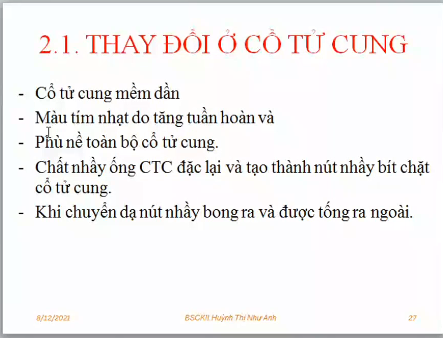 2.1. THAY ĐỔI Ở CỔ TỬ CUNG
- Cổ tử cung mềm dần
- Màu tím nhạt do tăng tuần hoàn và
- Phù nề toàn bộ cổ tử cung.
- Chất nhầy ống CTC đặc lại và tạo thành nút nhầy bít chặt
cổ tử cung.
- Khi chuyển dạ nút nhầy bong ra và được tống ra ngoài.
8/12/2021
BSCKII Huỳnh Thị Như Anh
27